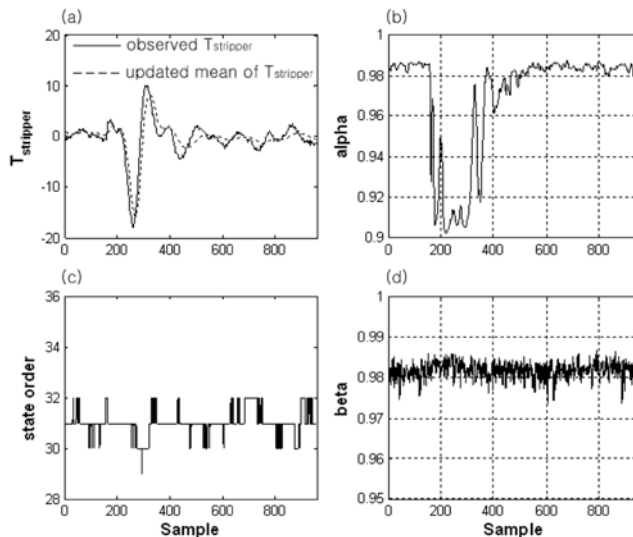 (a)
20
10
0
-10
-20
T stripper
observed T stripper
updated mean of T stripper
0 200 400 600 800
(b)
1
0.98
0.96
0.94
0.92
0.9
alpha
0 200 400 600 800
(c)
36
34
32
30
28
state order
0 200 400 600 800
Sample
(d)
1
0.99
0.98
0.97
0.96
0.95
beta
0 200 400 600 800
Sample